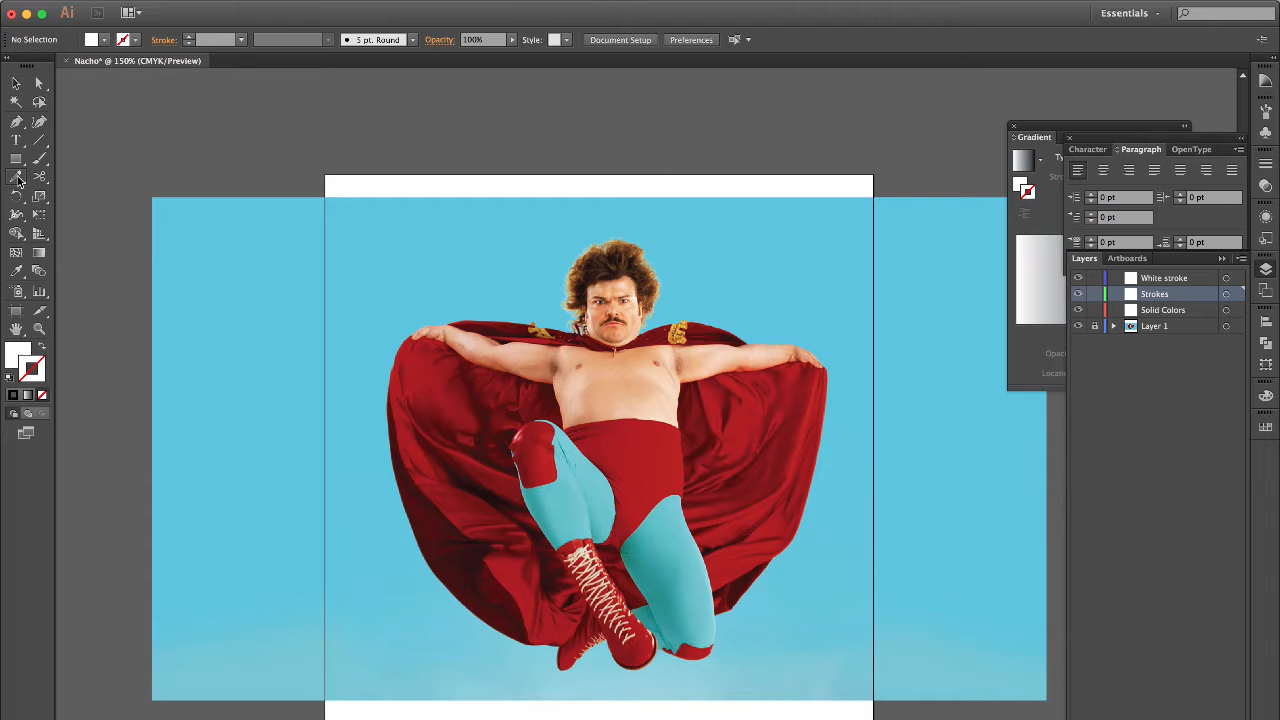 Ai Br Essentials
No Selection Stroke: 5 pt. Round Opacity: 100% Style: Document Setup Preferences
Nacho* @ 150% (CMYK/Preview)
Gradient
Character Paragraph OpenType
0 pt 0 pt
0 pt
0 pt 0 pt
Layers Artboards
White stroke
Strokes
Solid Colors
Layer 1